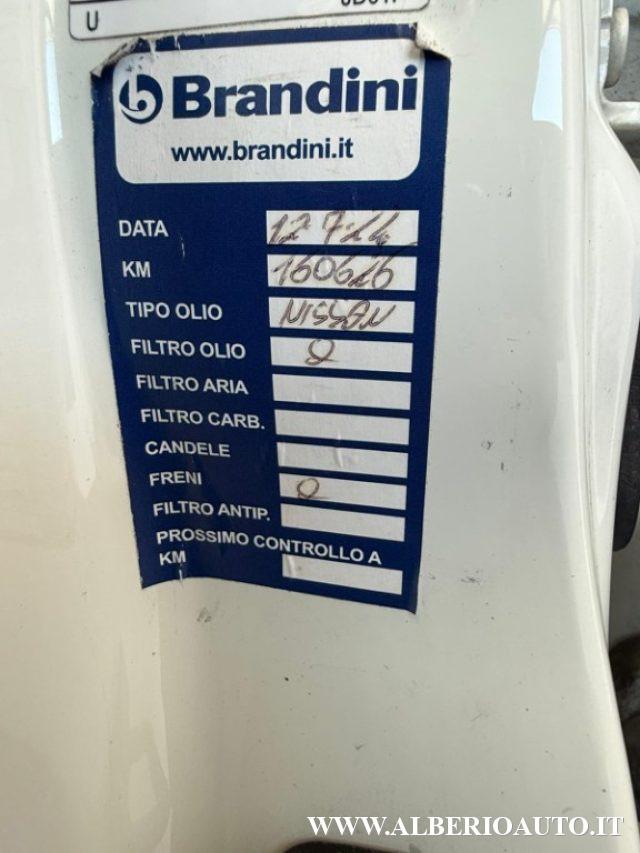 U
Brandini
www.brandini.it
DATA 12 7 24
KM 160626
TIPO OLIO NISSAN
FILTRO OLIO
FILTRO ARIA
FILTRO CARB.
CANDELE
FRENI
FILTRO ANTIP.
PROSSIMO CONTROLLO A
KM
WWW.ALBERIOAUTO.IT